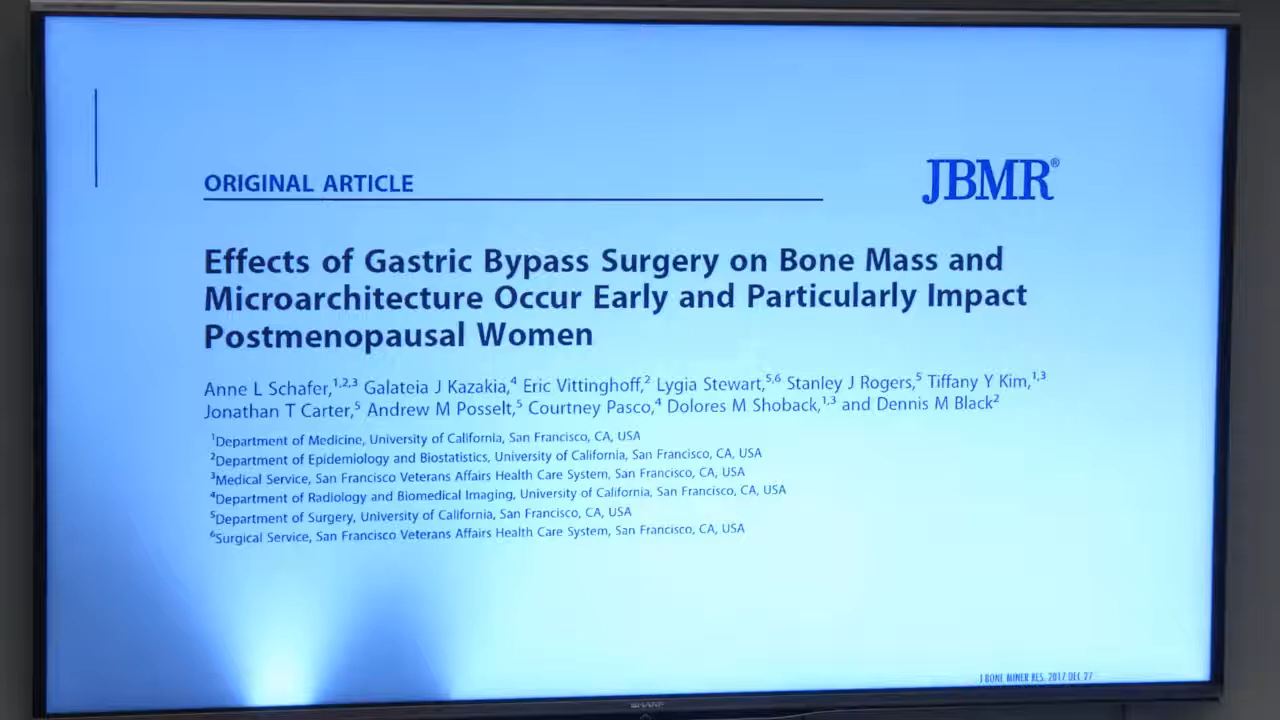 ORIGINAL ARTICLE
JBMR®
Effects of Gastric Bypass Surgery on Bone Mass and
Microarchitecture Occur Early and Particularly Impact
Postmenopausal Women
Anne L Schafer,1,2,3 Galateia J Kazakia,4 Eric Vittinghoff,2 Lygia Stewart,5,6 Stanley J Rogers,5 Tiffany Y Kim,1,3
Jonathan T Carter,5 Andrew M Posselt,5 Courtney Pasco,4 Dolores M Shoback,1,3 and Dennis M Black2
1Department of Medicine, University of California, San Francisco, CA, USA
2Department of Epidemiology and Biostatistics, University of California, San Francisco, CA, USA
3Medical Service, San Francisco Veterans Affairs Health Care System, San Francisco, CA, USA
4Department of Radiology and Biomedical Imaging, University of California, San Francisco, CA, USA
5Department of Surgery, University of California, San Francisco, CA, USA
6Surgical Service, San Francisco Veterans Affairs Health Care System, San Francisco, CA, USA
J BONE MINER RES. 2017 DEC 27
SHARP